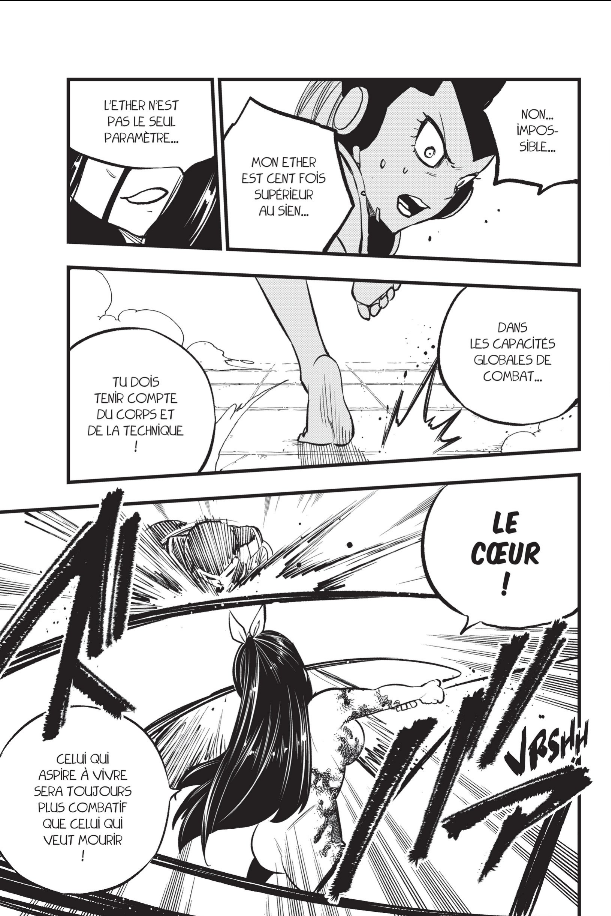 NON...
IMPOS-
SIBLE...
MON ETHER
EST CENT FOIS
SUPÉRIEUR
AU SIEN...
L'ETHER N'EST
PAS LE SEUL
PARAMÈTRE...
DANS
LES CAPACITÉS
GLOBALES DE
COMBAT...
TU DOIS
TENIR COMPTE
DU CORPS ET
DE LA TECHNIQUE
!
LE
CŒUR
!
VRSHH
CELUI QUI
ASPIRE À VIVRE
SERA TOUJOURS
PLUS COMBATIF
QUE CELUI QUI
VEUT MOURIR
!